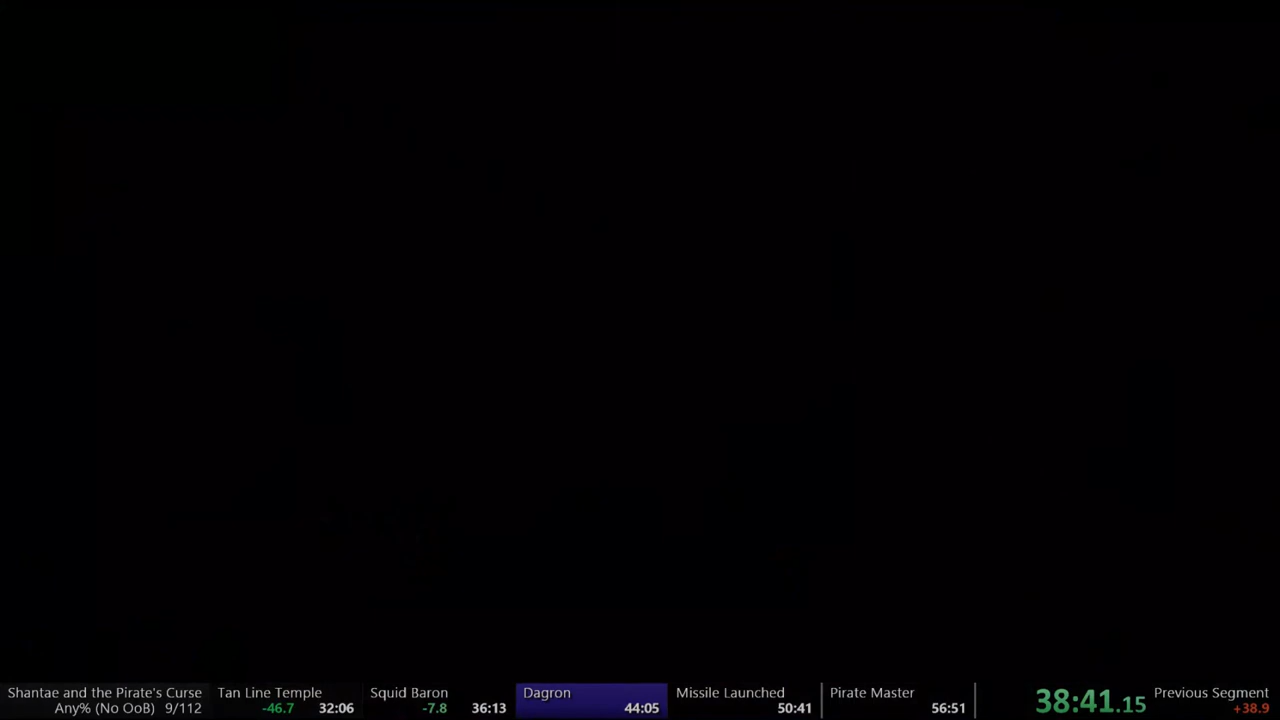 Shantae and the Pirate's Curse
Any% (No OoB) 9/112
Tan Line Temple
-46.7 32:06
Squid Baron
-7.8 36:13
Dagron
44:05
Missile Launched
50:41
Pirate Master
56:51
38:41.15
Previous Segment
+38.9